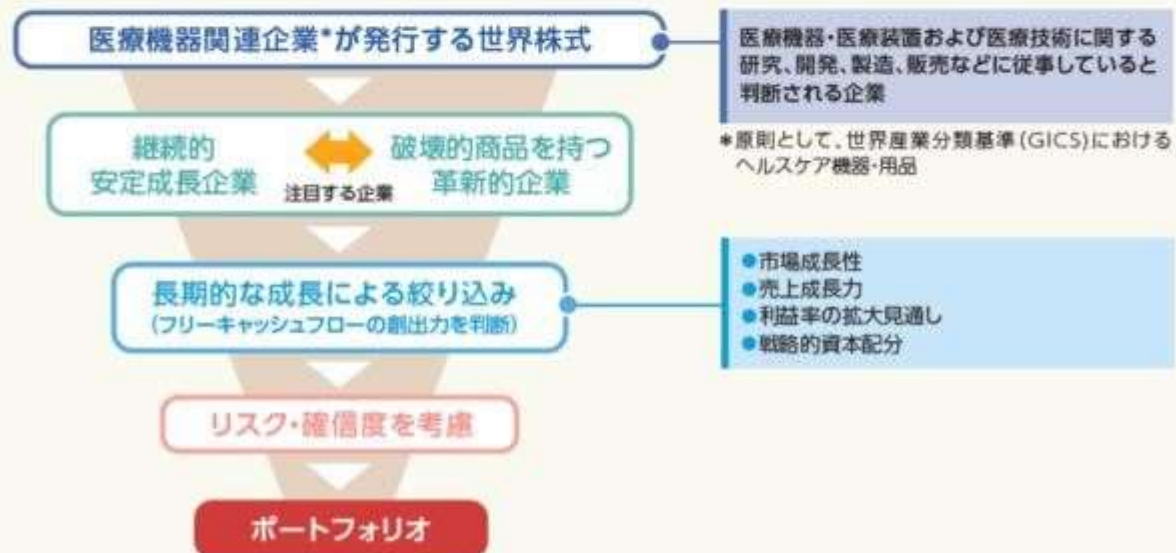 医療機器関連企業*が発行する世界株式
医療機器・医療装置および医療技術に関する
研究、開発、製造、販売などに従事していると
判断される企業
*原則として、世界産業分類基準(GICS)における
ヘルスケア機器・用品
継続的
安定成長企業
注目する企業
破壊的商品を持つ
革新的企業
長期的な成長による絞り込み
(フリーキャッシュフローの創出力を判断)
●市場成長性
●売上成長力
●利益率の拡大見通し
●戦略的資本配分
リスク・確信度を考慮
ポートフォリオ